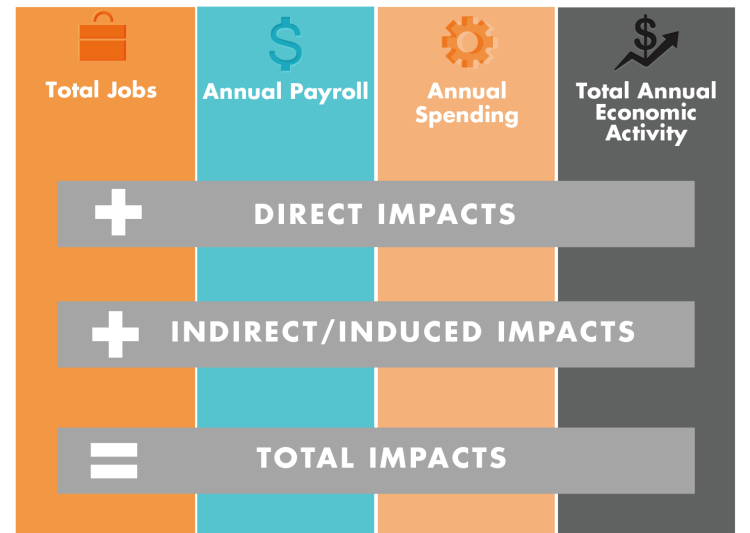 Total Jobs
Annual Payroll
Annual
Spending
Total Annual
Economic
Activity
+ DIRECT IMPACTS
+ INDIRECT/INDUCED IMPACTS
= TOTAL IMPACTS